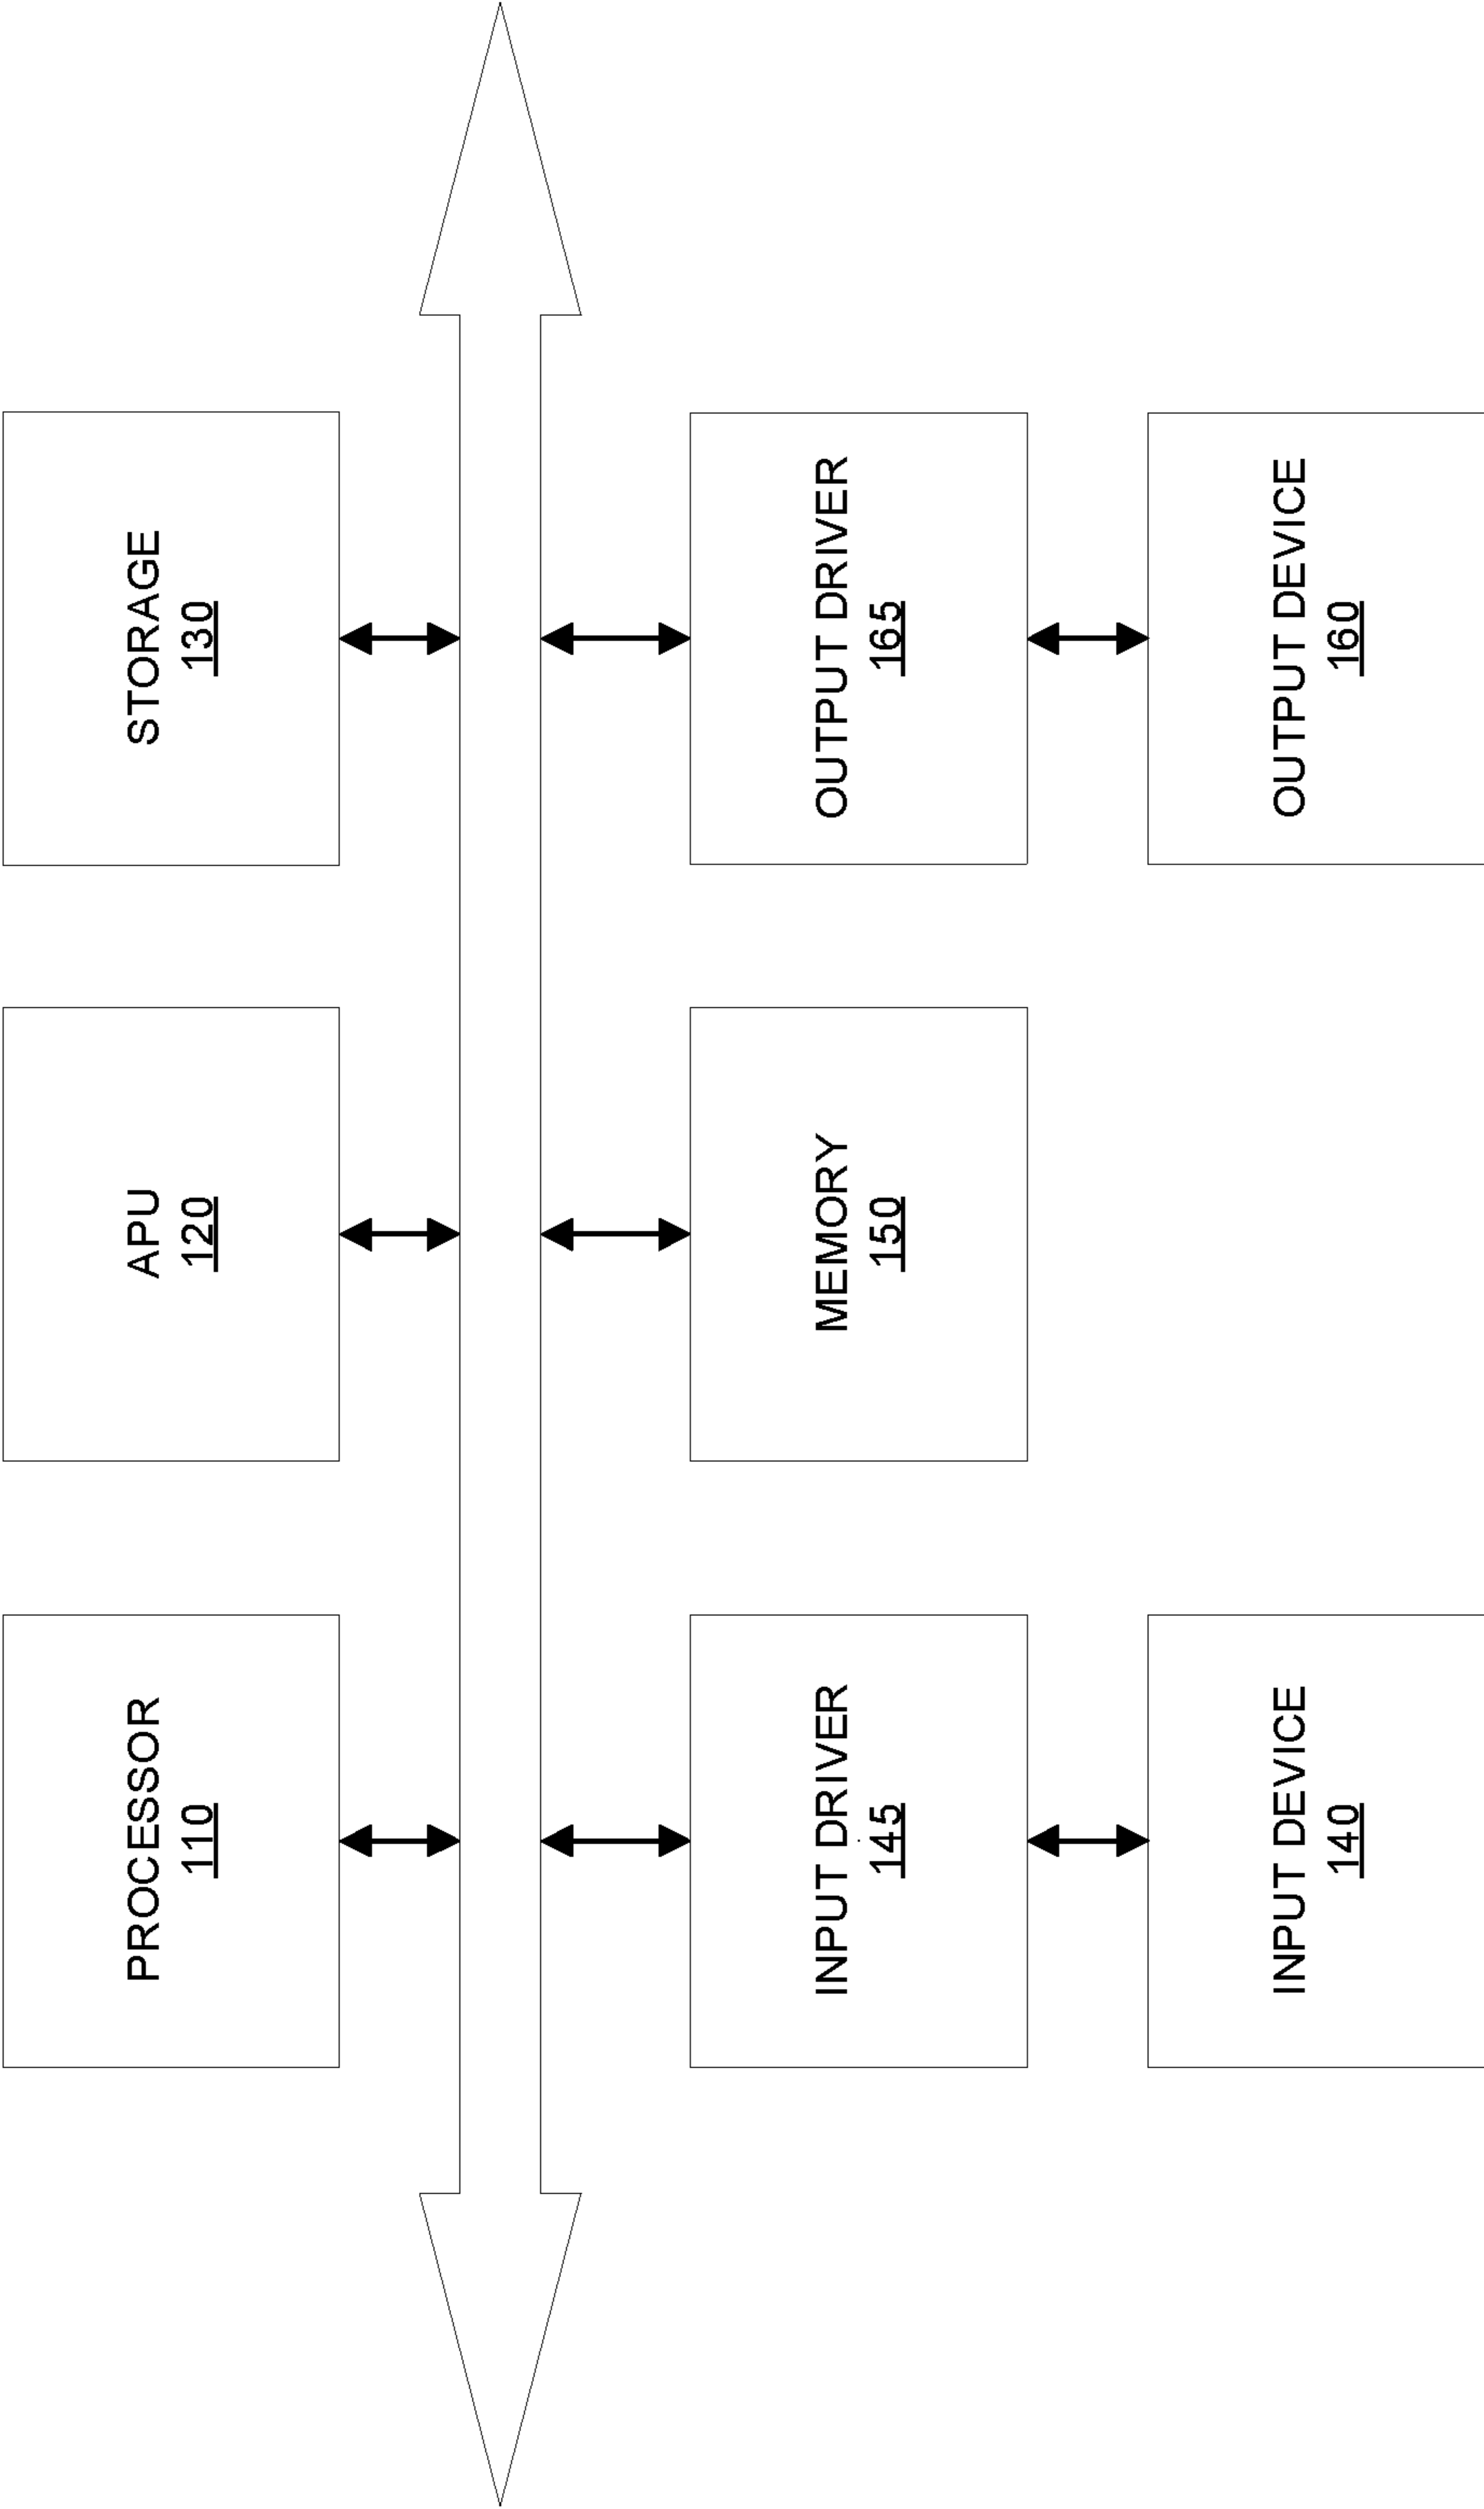 PROCESSOR
110
APU
120
STORAGE
130
INPUT DRIVER
145
MEMORY
150
OUTPUT DRIVER
165
INPUT DEVICE
140
OUTPUT DEVICE
160